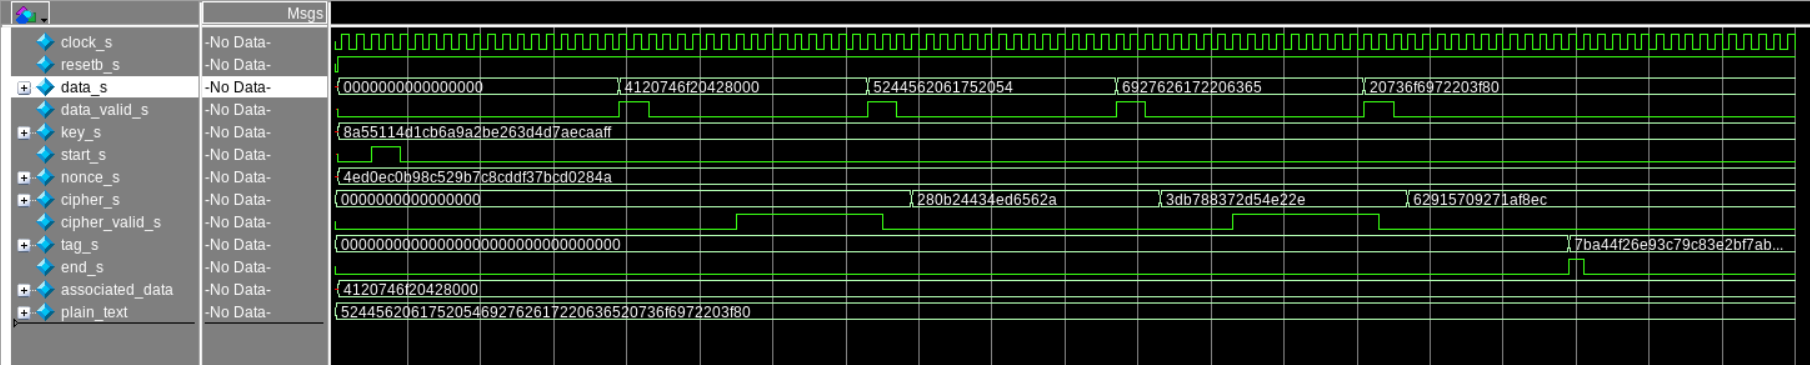 Msgs
clock_s -No Data-
resetb_s -No Data-
data_s -No Data- 0000000000000000 4120746f20428000 5244562061752054 6927626172206365 20736f6972203f80
data_valid_s -No Data-
key_s -No Data- 8a55114d1cb6a9a2be263d4d7aecaaff
start_s -No Data-
nonce_s -No Data- 4ed0ec0b98c529b7c8cddf37bcd0284a
cipher_s -No Data- 0000000000000000 280b24434ed6562a 3db788372d54e22e 62915709271af8ec
cipher_valid_s -No Data-
tag_s -No Data- 00000000000000000000000000000000 7ba44f26e93c79c83e2bf7ab...
end_s -No Data-
associated_data -No Data- 4120746f20428000
plain_text -No Data- 5244562061752054692762617220636520736f6972203f80